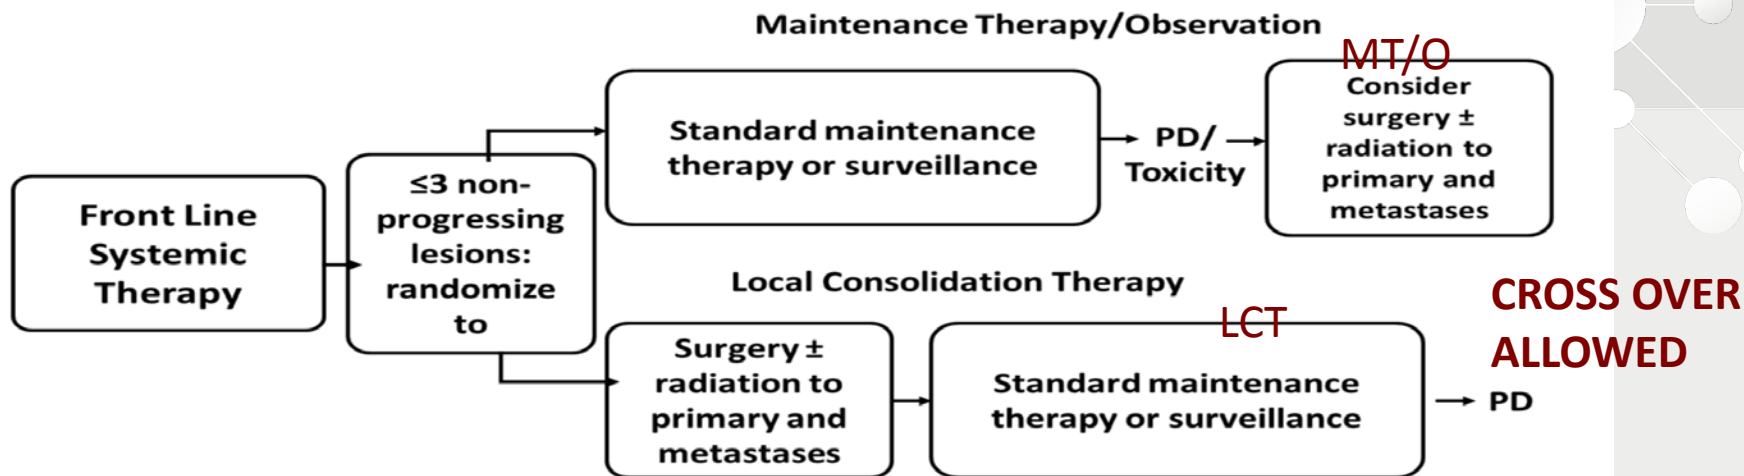 Maintenance Therapy/Observation
MT/O
Front Line
Systemic
Therapy
≤3 non-
progressing
lesions:
randomize
to
Standard maintenance
therapy or surveillance
PD/
Toxicity
Consider
surgery ±
radiation to
primary and
metastases
Local Consolidation Therapy
LCT
Surgery ±
radiation to
primary and
metastases
Standard maintenance
therapy or surveillance
PD
CROSS OVER
ALLOWED